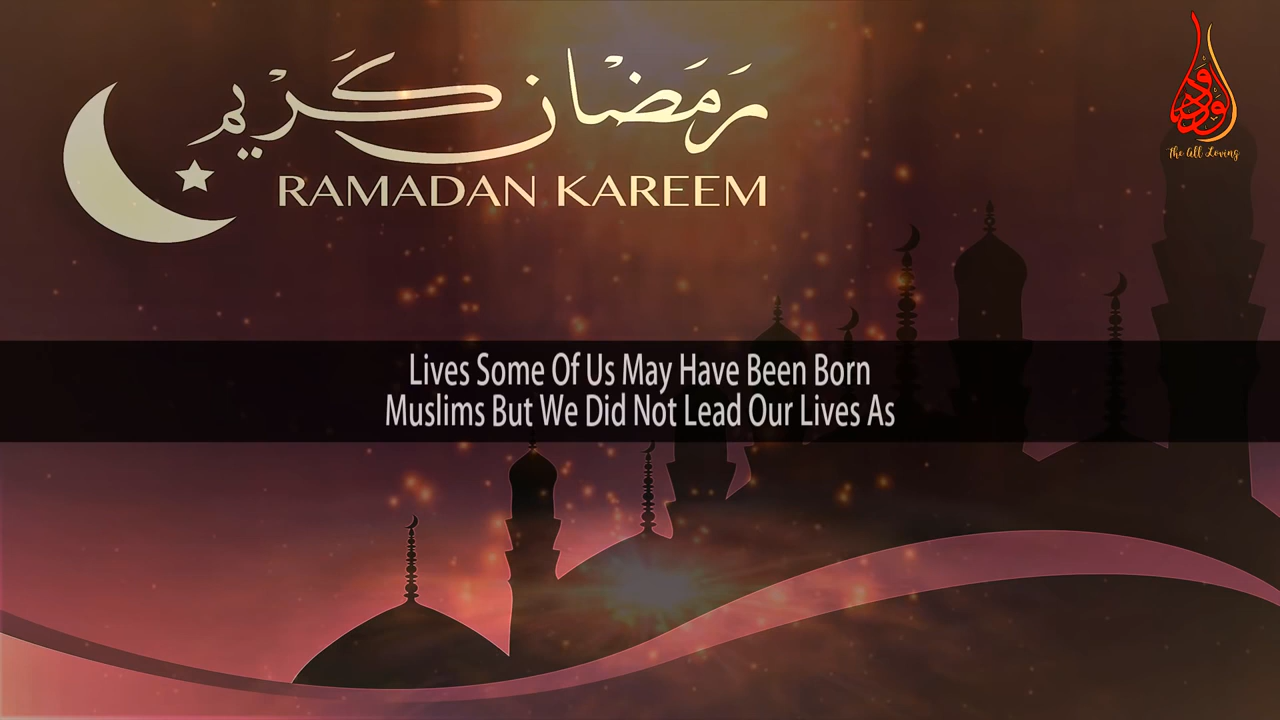 رَمَضَان كَرْيم
RAMADAN KAREEM
الودود
The All Loving
Lives Some Of Us May Have Been Born
Muslims But We Did Not Lead Our Lives As